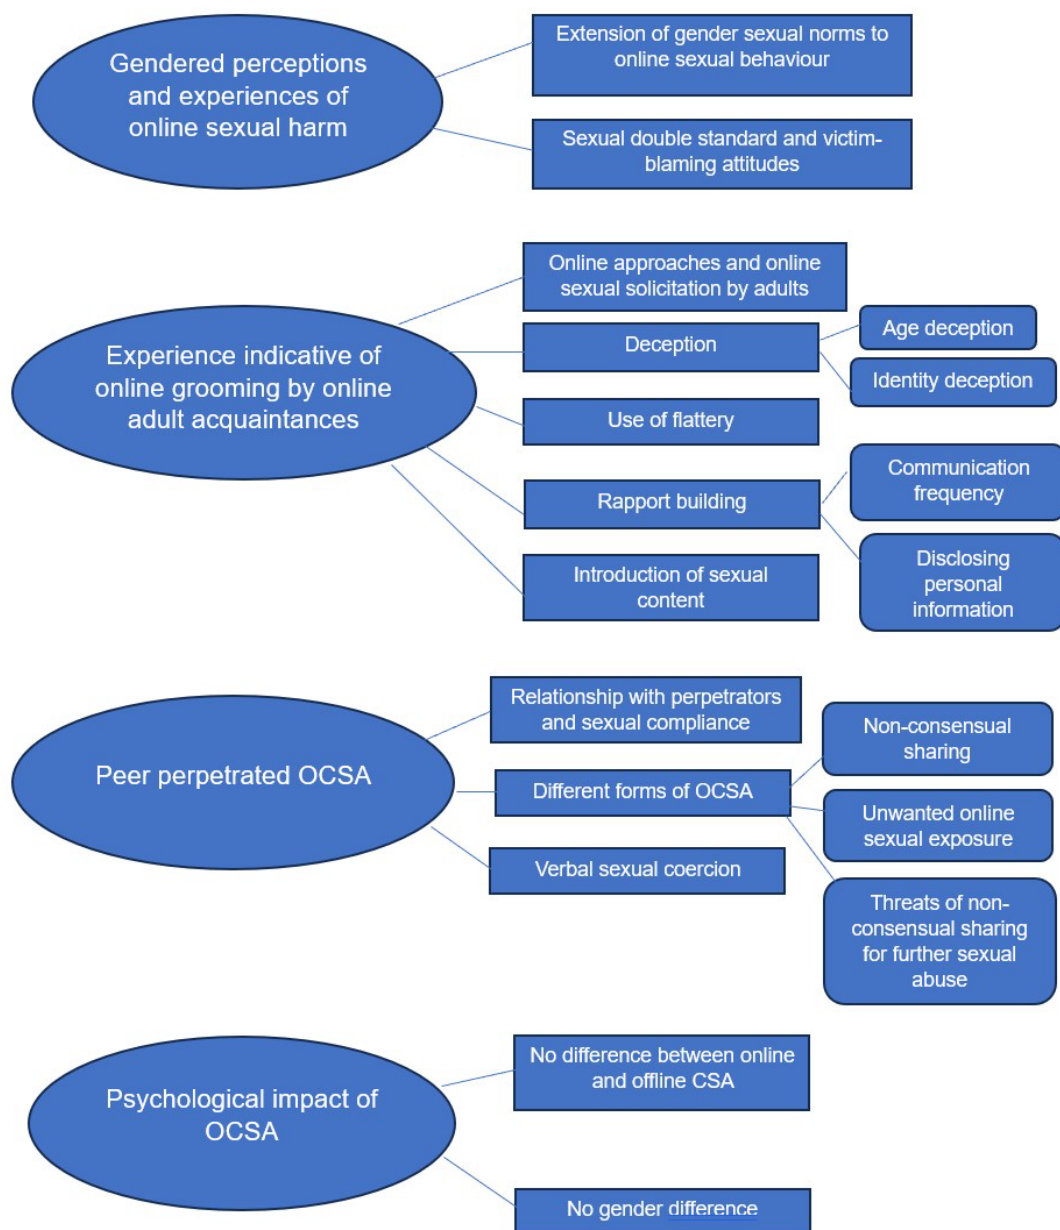 Gendered perceptions
and experiences of
online sexual harm
Extension of gender sexual norms to
online sexual behaviour
Sexual double standard and victim-
blaming attitudes
Experience indicative of
online grooming by online
adult acquaintances
Online approaches and online
sexual solicitation by adults
Deception
Age deception
Identity deception
Use of flattery
Rapport building
Communication
frequency
Disclosing
personal
information
Introduction of sexual
content
Peer perpetrated OCSA
Relationship with perpetrators
and sexual compliance
Different forms of OCSA
Non-consensual
sharing
Unwanted online
sexual exposure
Threats of non-
consensual sharing
for further sexual
abuse
Verbal sexual coercion
Psychological impact of
OCSA
No difference between online
and offline CSA
No gender difference